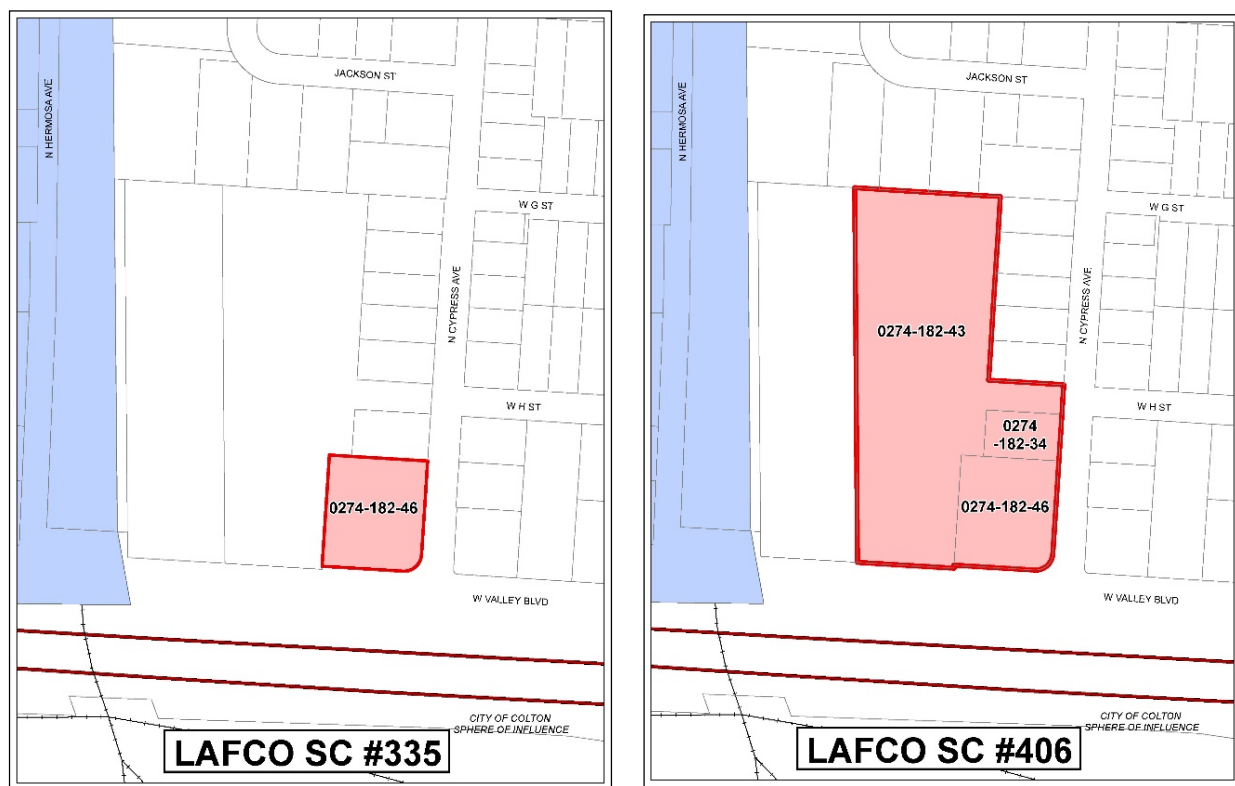 JACKSON ST
N HERMOSA AVE
W G ST
N CYPRESS AVE
W H ST
0274-182-46
W VALLEY BLVD
CITY OF COLTON
SPHERE OF INFLUENCE
LAFCO SC #335
JACKSON ST
N HERMOSA AVE
W G ST
0274-182-43
N CYPRESS AVE
W H ST
0274
-182-34
0274-182-46
W VALLEY BLVD
CITY OF COLTON
SPHERE OF INFLUENCE
LAFCO SC #406